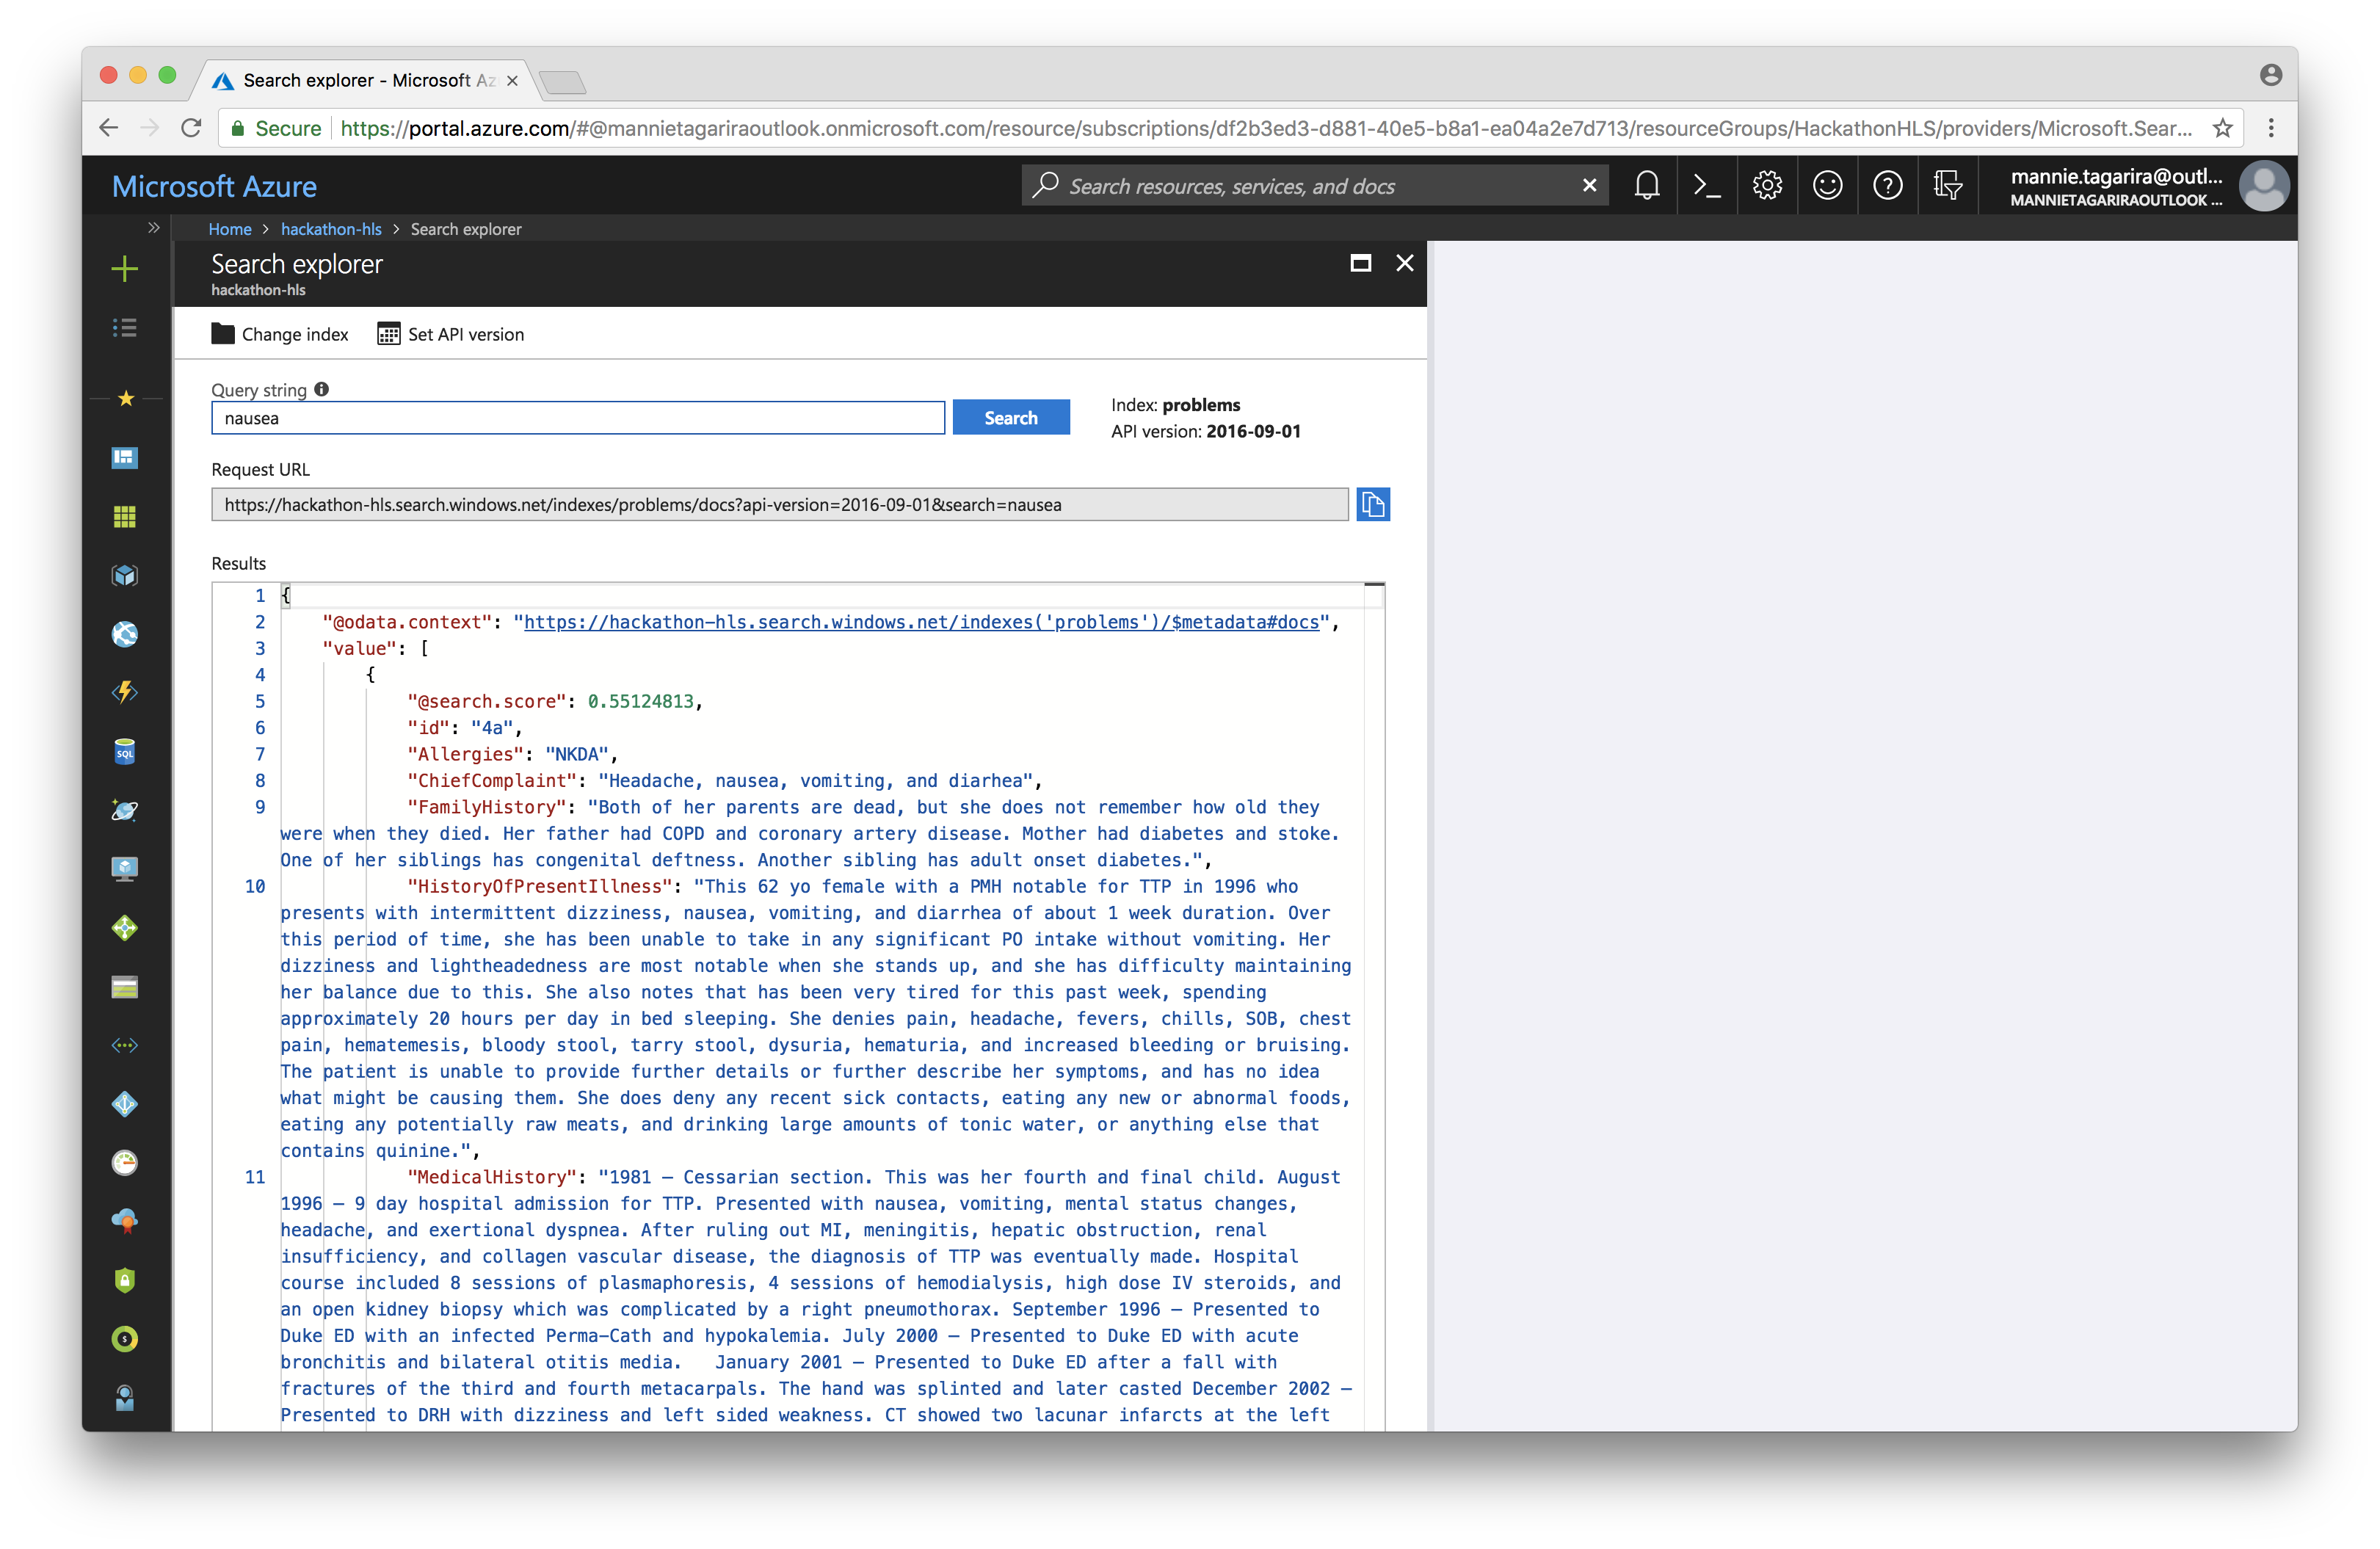 Search explorer - Microsoft Az
Secure
https://portal.azure.com/#@mannietagariraoutlook.onmicrosoft.com/resource/subscriptions/df2b3ed3-d881-40e5-b8a1-ea04a2e7d713/resourceGroups/HackathonHLS/providers/Microsoft.Sear...
Microsoft Azure
Search resources, services, and docs
mannie.tagarira@outl...
MANNIETAGARIRAOUTLOOK ...
Home > hackathon-hls > Search explorer
Search explorer
hackathon-hls
Change index
Set API version
Query string
nausea
Search
Index: problems
API version: 2016-09-01
Request URL
https://hackathon-hls.search.windows.net/indexes/problems/docs?api-version=2016-09-01&search=nausea
Results
1 {
2 "@odata.context": "https://hackathon-hls.search.windows.net/indexes('problems')/$metadata#docs",
3 "value": [
4 {
5 "@search.score": 0.55124813,
6 "id": "4a",
7 "Allergies": "NKDA",
8 "ChiefComplaint": "Headache, nausea, vomiting, and diarhea",
9 "FamilyHistory": "Both of her parents are dead, but she does not remember how old they
were when they died. Her father had COPD and coronary artery disease. Mother had diabetes and stoke.
One of her siblings has congenital deftness. Another sibling has adult onset diabetes.",
10 "HistoryOfPresentIllness": "This 62 yo female with a PMH notable for TTP in 1996 who
presents with intermittent dizziness, nausea, vomiting, and diarrhea of about 1 week duration. Over
this period of time, she has been unable to take in any significant PO intake without vomiting. Her
dizziness and lightheadedness are most notable when she stands up, and she has difficulty maintaining
her balance due to this. She also notes that has been very tired for this past week, spending
approximately 20 hours per day in bed sleeping. She denies pain, headache, fevers, chills, SOB, chest
pain, hematemesis, bloody stool, tarry stool, dysuria, hematuria, and increased bleeding or bruising.
The patient is unable to provide further details or further describe her symptoms, and has no idea
what might be causing them. She does deny any recent sick contacts, eating any new or abnormal foods,
eating any potentially raw meats, and drinking large amounts of tonic water, or anything else that
contains quinine.",
11 "MedicalHistory": "1981 – Cessarian section. This was her fourth and final child. August
1996 – 9 day hospital admission for TTP. Presented with nausea, vomiting, mental status changes,
headache, and exertional dyspnea. After ruling out MI, meningitis, hepatic obstruction, renal
insufficiency, and collagen vascular disease, the diagnosis of TTP was eventually made. Hospital
course included 8 sessions of plasmaphoresis, 4 sessions of hemodialysis, high dose IV steroids, and
an open kidney biopsy which was complicated by a right pneumothorax. September 1996 – Presented to
Duke ED with an infected Perma-Cath and hypokalemia. July 2000 – Presented to Duke ED with acute
bronchitis and bilateral otitis media.   January 2001 – Presented to Duke ED after a fall with
fractures of the third and fourth metacarpals. The hand was splinted and later casted December 2002 –
Presented to DRH with dizziness and left sided weakness. CT showed two lacunar infarcts at the left